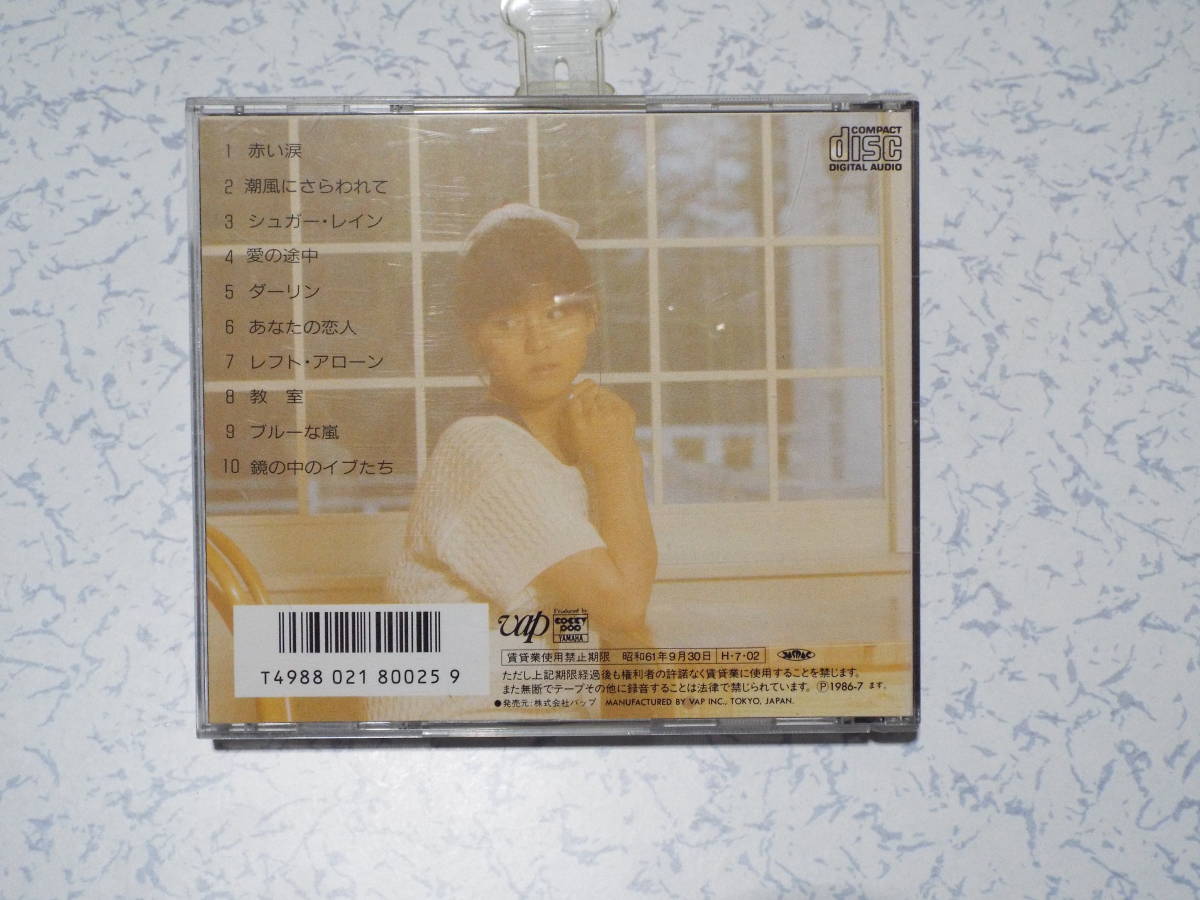 1 赤い涙
2 潮風にさらわれて
3 シュガー・レイン
4 愛の途中
5 ダーリン
6 あなたの恋人
7 レフト・アローン
8 教 室
9 ブルーな嵐
10 鏡の中のイブたち
COMPACT
disc
DIGITAL AUDIO
T4988 021 80025 9
vap
Produced by
COCKY POP
YAMAHA
賃貸業使用禁止期限 昭和61年9月30日 H・7・02
JASRAC
ただし上記期限経過後も権利者の許諾なく賃貸業に使用することを禁じます。
また無断でテープその他に録音することは法律で禁じられています。Ⓟ1986-7 ます。
●発売元：株式会社バップ MANUFACTURED BY VAP INC., TOKYO, JAPAN.